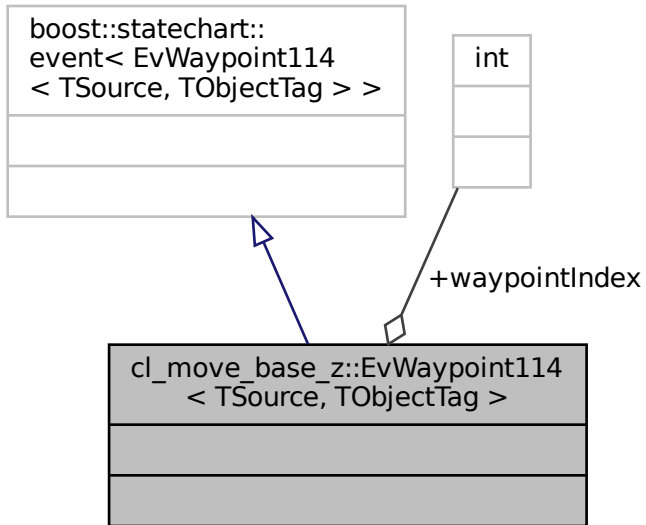 boost::statechart::
event< EvWaypoint114
< TSource, TObjectTag > >
int
+waypointIndex
cl_move_base_z::EvWaypoint114
< TSource, TObjectTag >